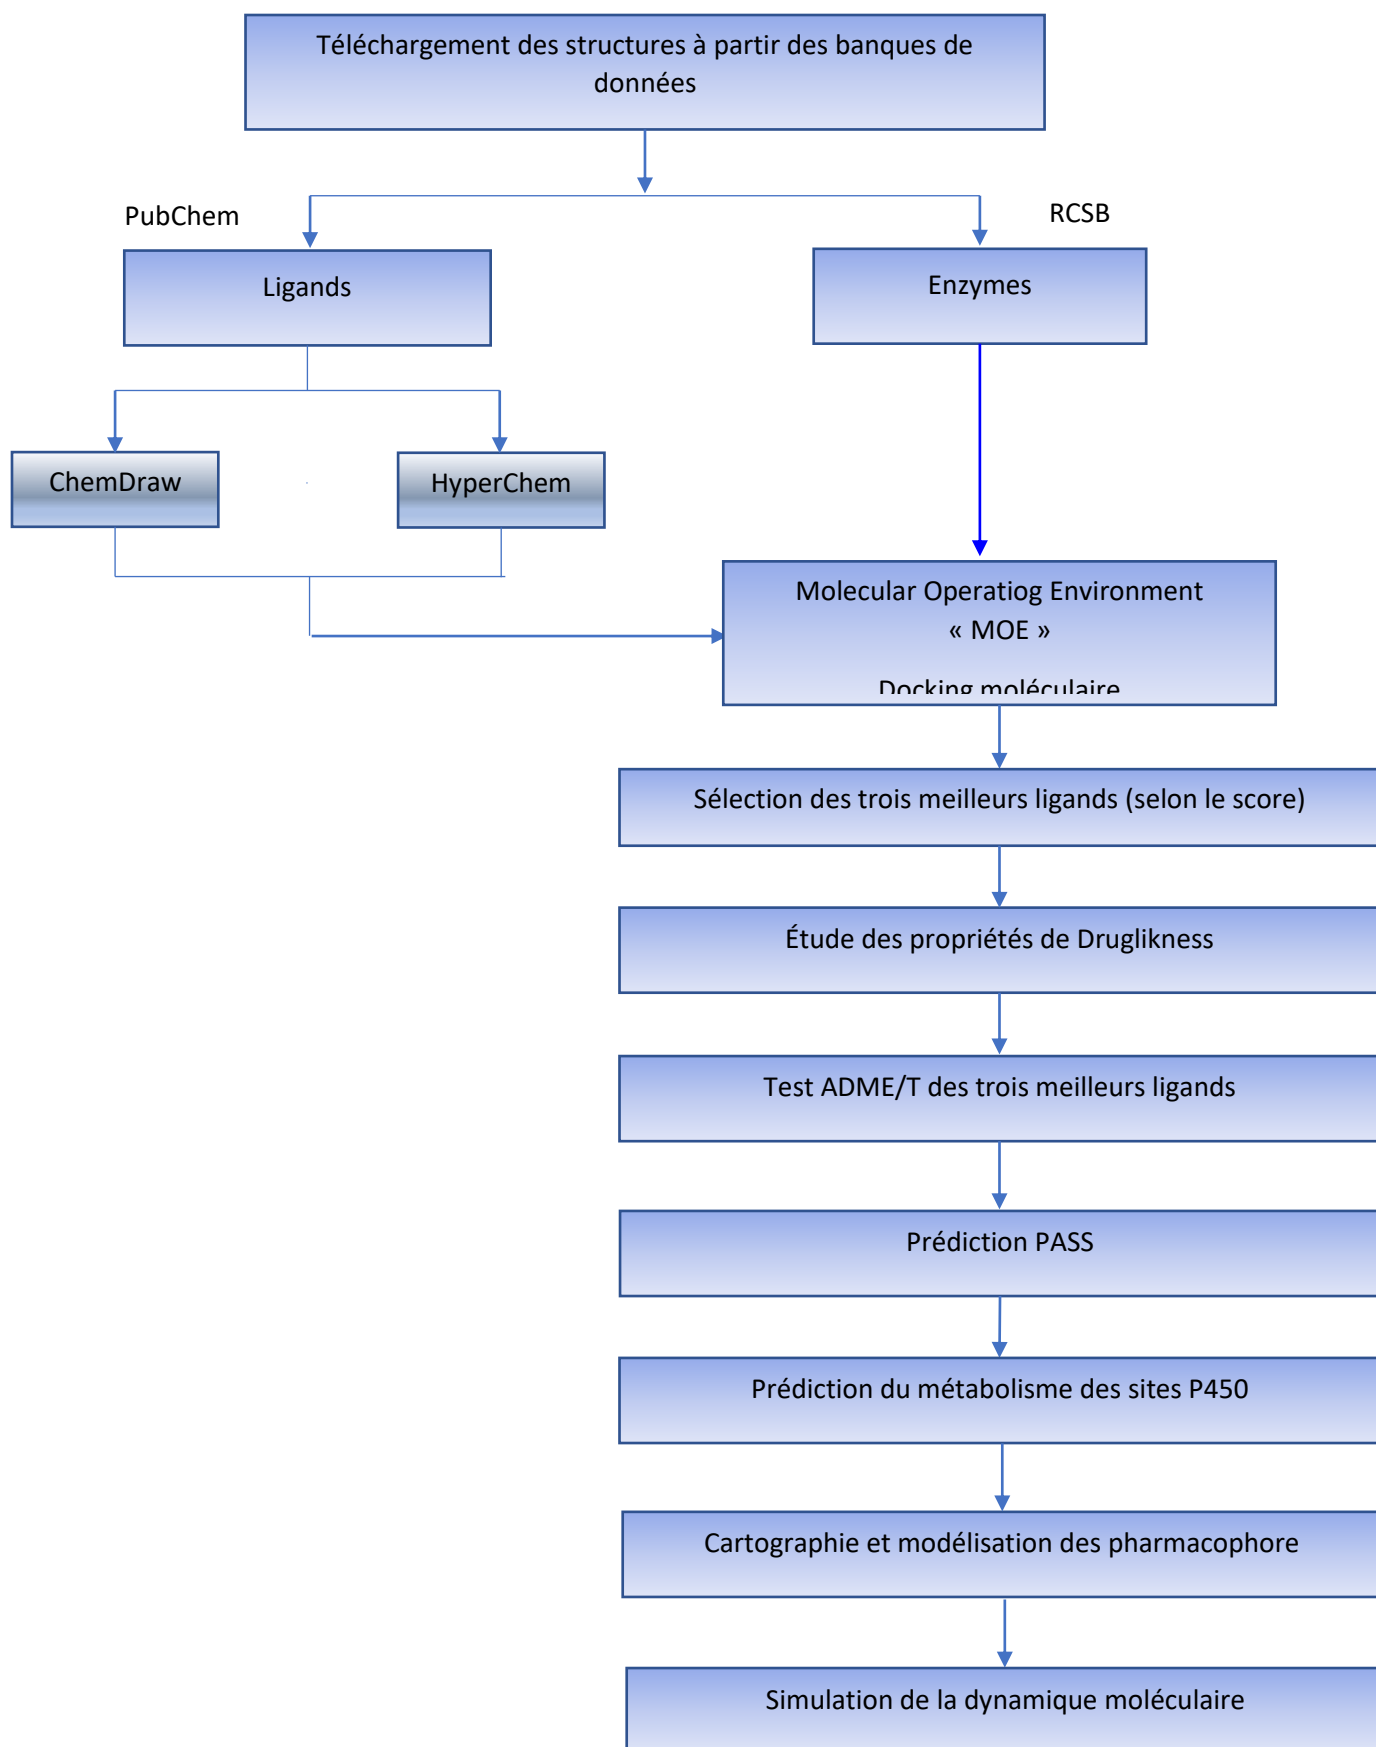 Téléchargement des structures à partir des banques de
données
PubChem
RCSB
Ligands
Enzymes
ChemDraw
HyperChem
Molecular Operatiog Environment
« MOE »
Docking moléculaire
Sélection des trois meilleurs ligands (selon le score)
Étude des propriétés de Druglikness
Test ADME/T des trois meilleurs ligands
Prédiction PASS
Prédiction du métabolisme des sites P450
Cartographie et modélisation des pharmacophore
Simulation de la dynamique moléculaire